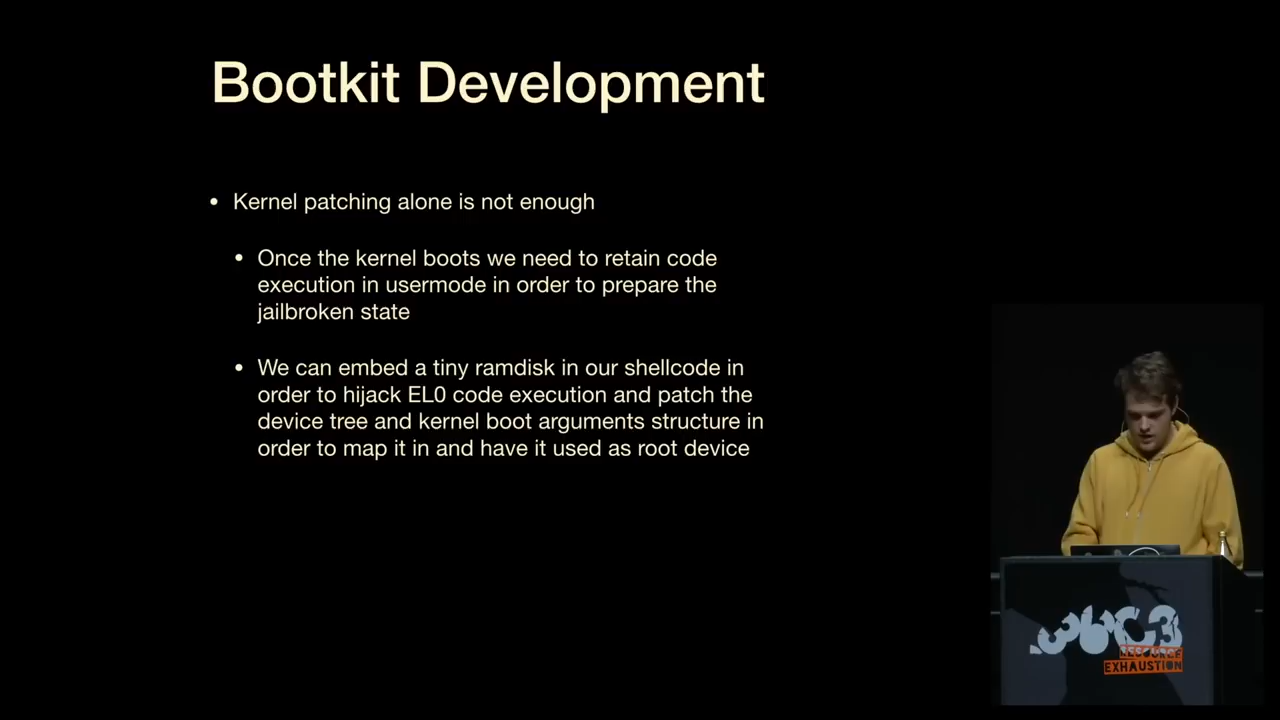 Bootkit Development
• Kernel patching alone is not enough
• Once the kernel boots we need to retain code
execution in usermode in order to prepare the
jailbroken state
• We can embed a tiny ramdisk in our shellcode in
order to hijack EL0 code execution and patch the
device tree and kernel boot arguments structure in
order to map it in and have it used as root device
36C3
RESOURCE
EXHAUSTION